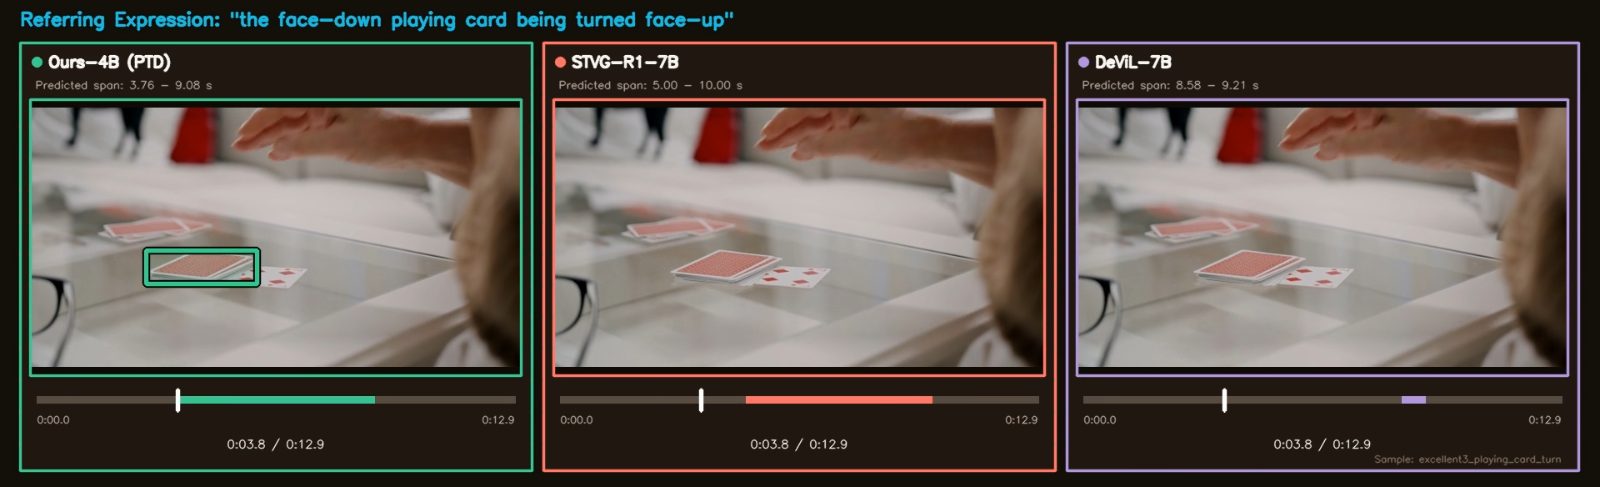 Referring Expression: "the face-down playing card being turned face-up"
Ours-4B (PTD)
Predicted span: 3.76 - 9.08 s
0:00.0
0:12.9
0:03.8 / 0:12.9
STVG-R1-7B
Predicted span: 5.00 - 10.00 s
0:00.0
0:12.9
0:03.8 / 0:12.9
DeViL-7B
Predicted span: 8.58 - 9.21 s
0:00.0
0:12.9
0:03.8 / 0:12.9
Sample: excellent3_playing_card_turn